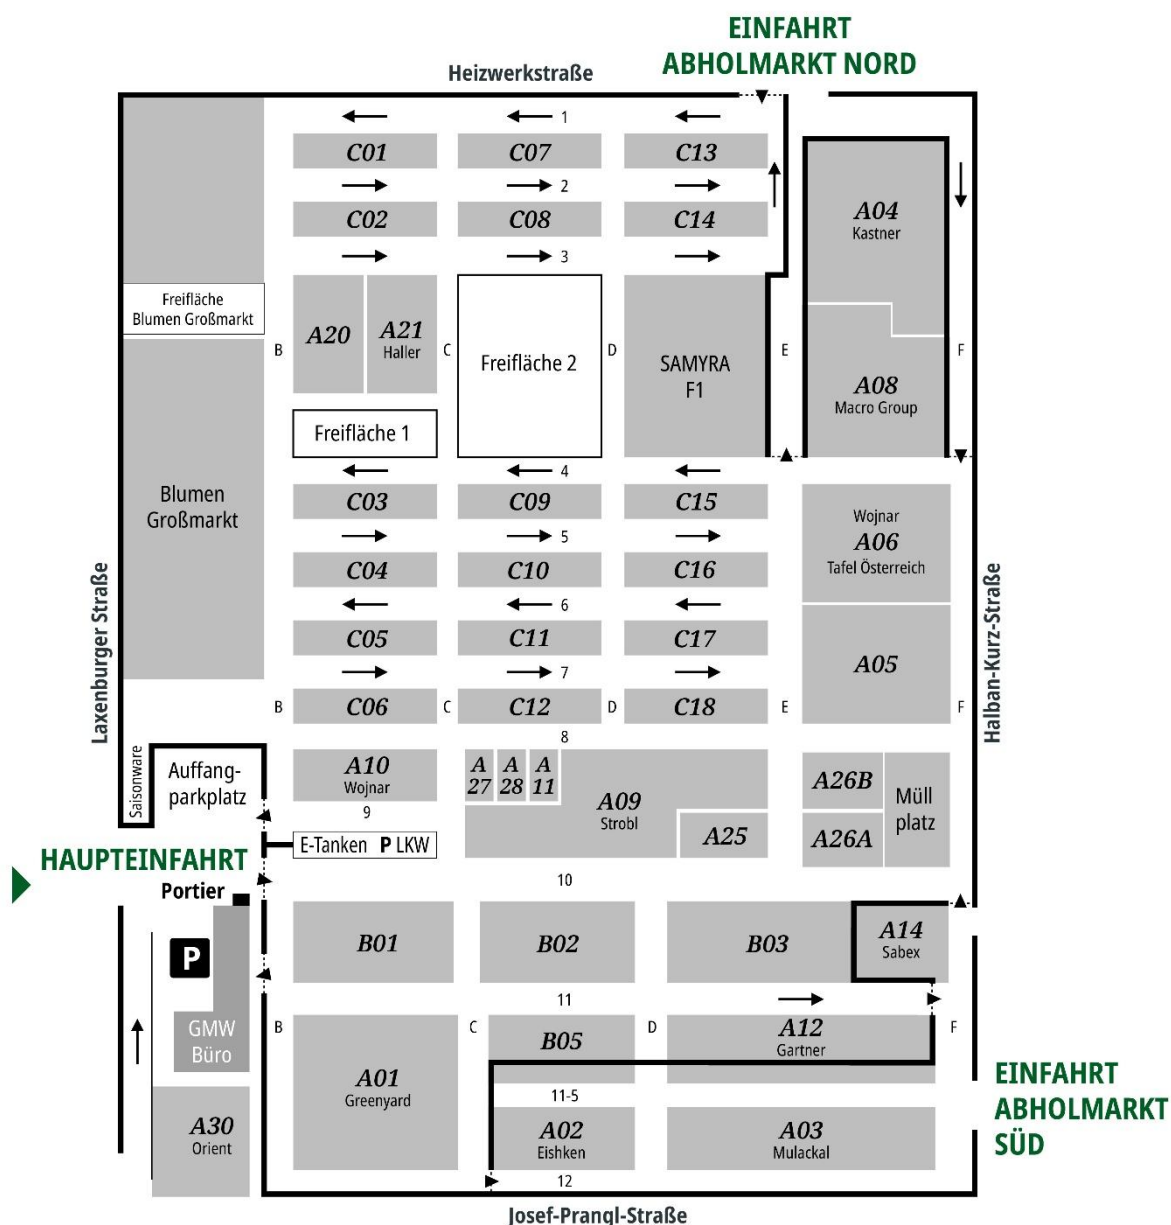 EINFAHRT
ABHOLMARKT NORD
Heizwerkstraße
1
C01 C07 C13
2
C02 C08 C14
3
A04
Kastner
Freifläche
Blumen Großmarkt
B A20 A21
Haller
C Freifläche 2 D SAMYRA
F1
E F
A08
Macro Group
Freifläche 1
4
Blumen
Großmarkt
C03 C09 C15
5
C04 C10 C16
6
C05 C11 C17
7
B C06 C C12 D C18 E F
8
Wojnar
A06
Tafel Österreich
A05
Laxenburger Straße
Halban-Kurz-Straße
Saisonware
Auffang-
parkplatz
A10
Wojnar
9
A
27
A
28
A
11
A09
Strobl
A25
A26B
A26A
Müll
platz
E-Tanken P LKW
HAUPTEINFAHRT
Portier
10
P
B01 B02 B03 A14
Sabex
11
GMW
Büro
B C D F
B05 A12
Gartner
A01
Greenyard
11-5
A30
Orient
A02
Eishken
A03
Mulackal
12
EINFAHRT
ABHOLMARKT
SÜD
Josef-Prangl-Straße